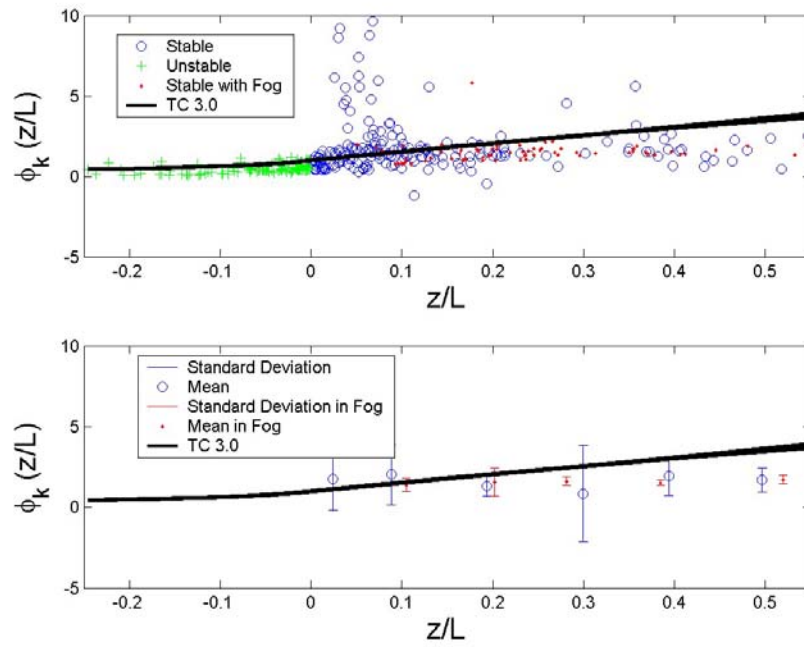 10
5
0
-5
ϕk (z/L)
Stable
Unstable
Stable with Fog
TC 3.0
-0.2 -0.1 0 0.1 0.2 0.3 0.4 0.5
z/L
10
5
0
-5
ϕk (z/L)
Standard Deviation
Mean
Standard Deviation in Fog
Mean in Fog
TC 3.0
-0.2 -0.1 0 0.1 0.2 0.3 0.4 0.5
z/L